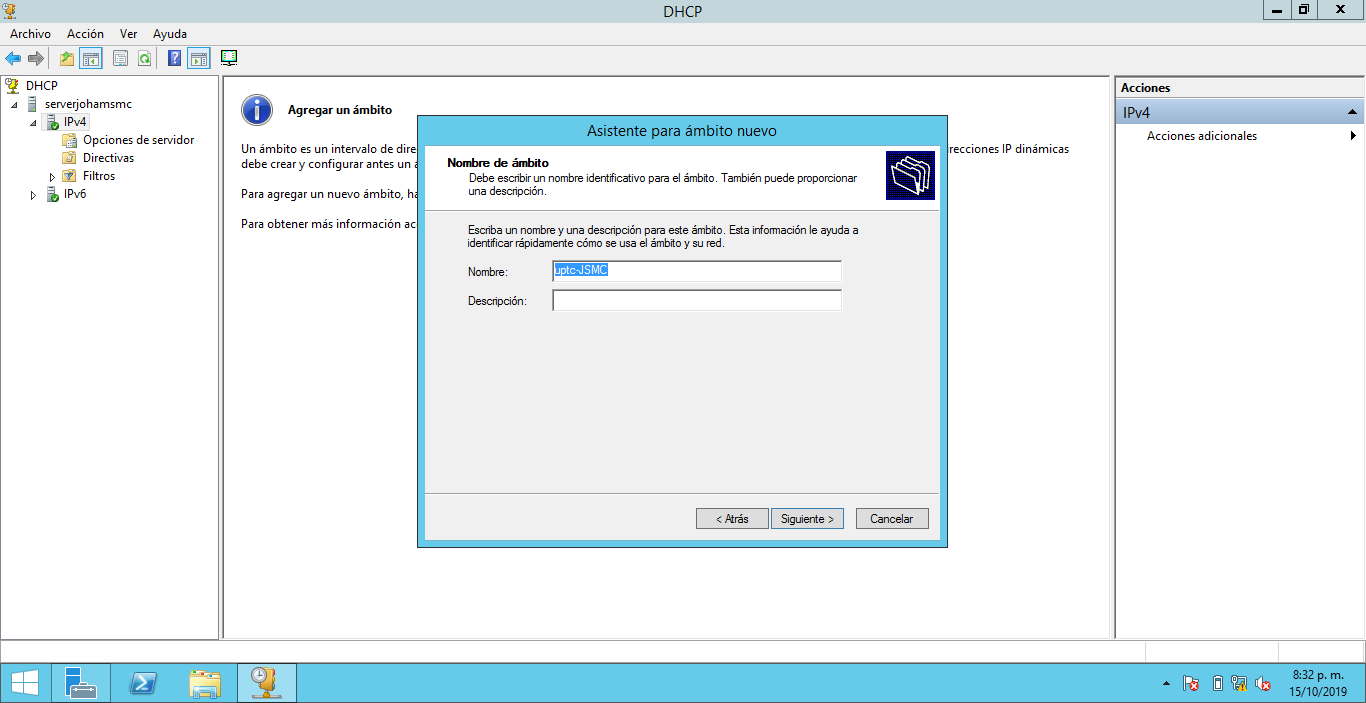 DHCP
Archivo Acción Ver Ayuda
DHCP
serverjohamsmc
IPv4
Opciones de servidor
Directivas
Filtros
IPv6
Agregar un ámbito
Un ámbito es un intervalo de dire
recciones IP dinámicas
debe crear y configurar antes un á
Para agregar un nuevo ámbito, ha
Para obtener más información ac
Asistente para ámbito nuevo
Nombre de ámbito
Debe escribir un nombre identificativo para el ámbito. También puede proporcionar
una descripción.
Escriba un nombre y una descripción para este ámbito. Esta información le ayuda a
identificar rápidamente cómo se usa el ámbito y su red.
Nombre: uptc-JSMC
Descripción:
< Atrás Siguiente > Cancelar
Acciones
IPv4
Acciones adicionales
8:32 p. m.
15/10/2019